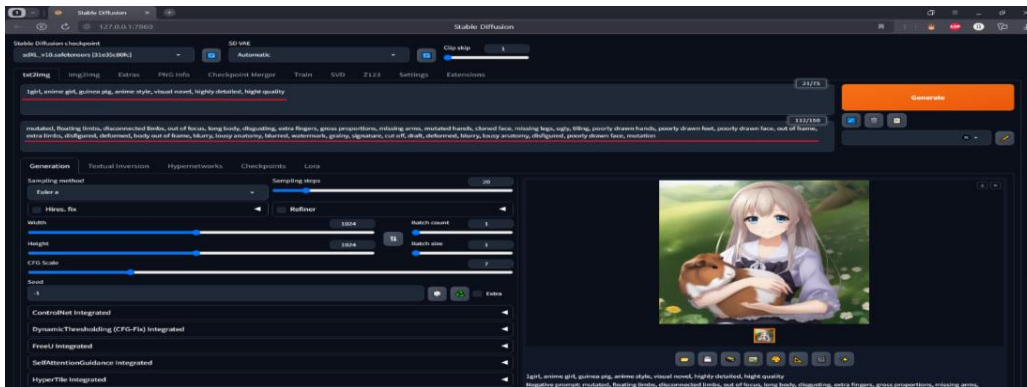 Stable Diffusion
127.0.0.1:7860
Stable Diffusion
Stable Diffusion checkpoint
SD VAE
Clip skip
1
Automatic
txt2img
img2img
Extras
PNG Info
Checkpoint Merger
Train
SVD
Z123
Settings
Extensions
21/75
1girl, anime girl, guinea pig, anime style, visual novel, highly detailed, hight quality
Generate
112/150
mutated, floating limbs, disconnected limbs, out of focus, long body, disgusting, extra fingers, gross proportions, missing arms, mutated hands, cloned face, missing legs, ugly, tiling, poorly drawn hands, poorly drawn feet, poorly drawn face, out of frame,
extra limbs, disfigured, deformed, body out of frame, blurry, lousy anatomy, blurred, watermark, grainy, signature, cut off, draft, deformed, blurry, lousy anatomy, disfigured, poorly drawn face, mutation
Generation
Textual Inversion
Hypernetworks
Checkpoints
Lora
Sampling method
Sampling steps
20
Euler a
Hires. fix
Refiner
Width
1024
Batch count
1
Height
1024
Batch size
1
CFG Scale
7
Seed
-1
Extra
ControlNet Integrated
DynamicThresholding (CFG-Fix) Integrated
FreeU Integrated
SelfAttentionGuidance Integrated
HyperTile Integrated
1girl, anime girl, guinea pig, anime style, visual novel, highly detailed, hight quality
Negative prompt: mutated, floating limbs, disconnected limbs, out of focus, long body, disgusting, extra fingers, gross proportions, missing arms,